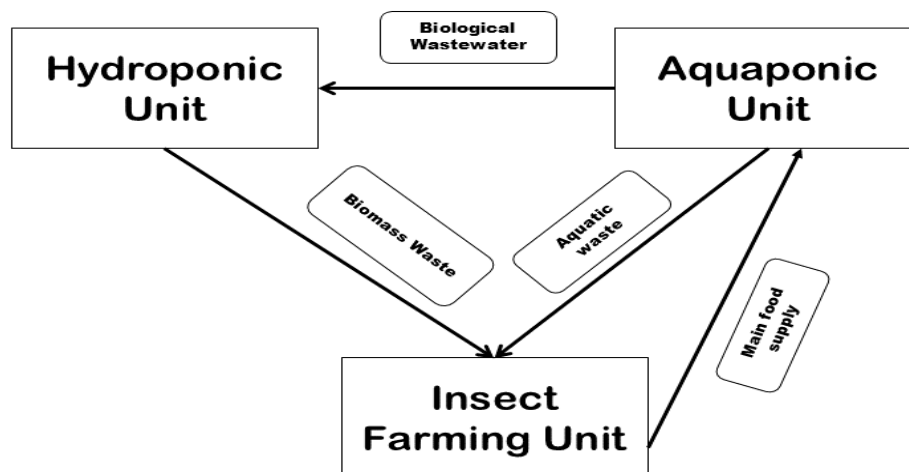 Biological
Wastewater
Hydroponic
Unit
Aquaponic
Unit
Biomass Waste
Aquatic
waste
Main food
supply
Insect
Farming Unit